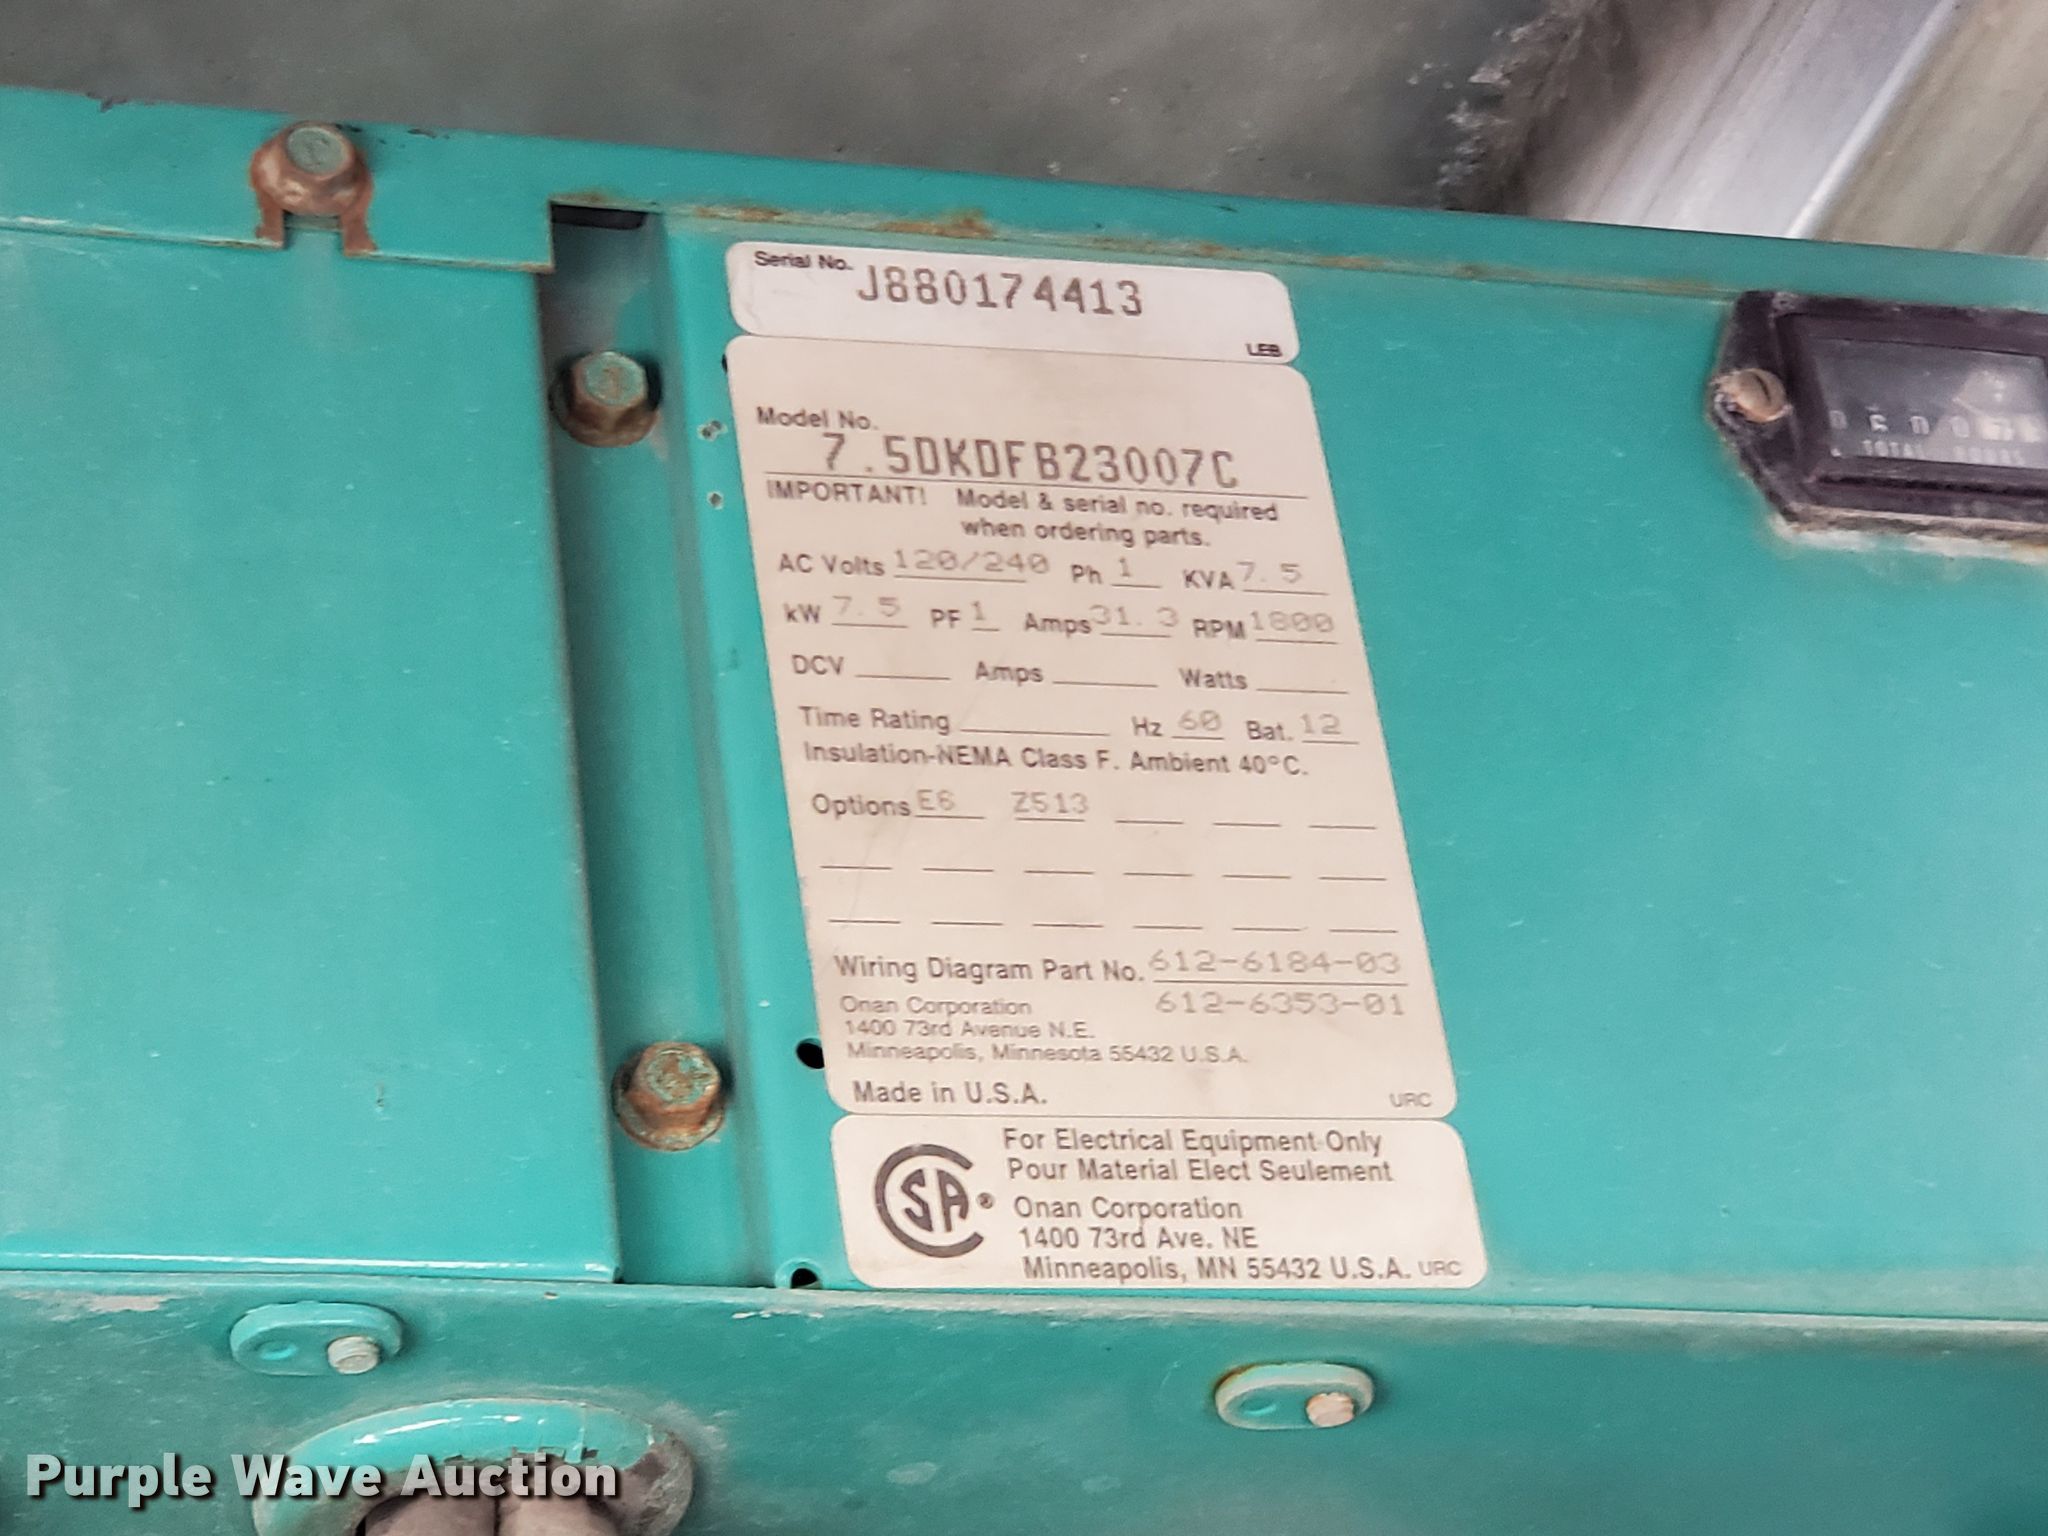 Serial No. J880174413
LEB
Model No.
7.5DKDFB23007C
IMPORTANT! Model & serial no. required
when ordering parts.
AC Volts 120/240 Ph 1 KVA 7.5
kW 7.5 PF 1 Amps 31.3 RPM 1800
DCV Amps Watts
Time Rating Hz 60 Bat. 12
Insulation-NEMA Class F. Ambient 40°C.
Options E6 Z513
Wiring Diagram Part No. 612-6184-03
612-6353-01
Onan Corporation
1400 73rd Avenue N.E.
Minneapolis, Minnesota 55432 U.S.A.
Made in U.S.A. URC
CSA®
For Electrical Equipment Only
Pour Material Elect Seulement
Onan Corporation
1400 73rd Ave. NE
Minneapolis, MN 55432 U.S.A. URC
TOTAL HOURS
Purple Wave Auction